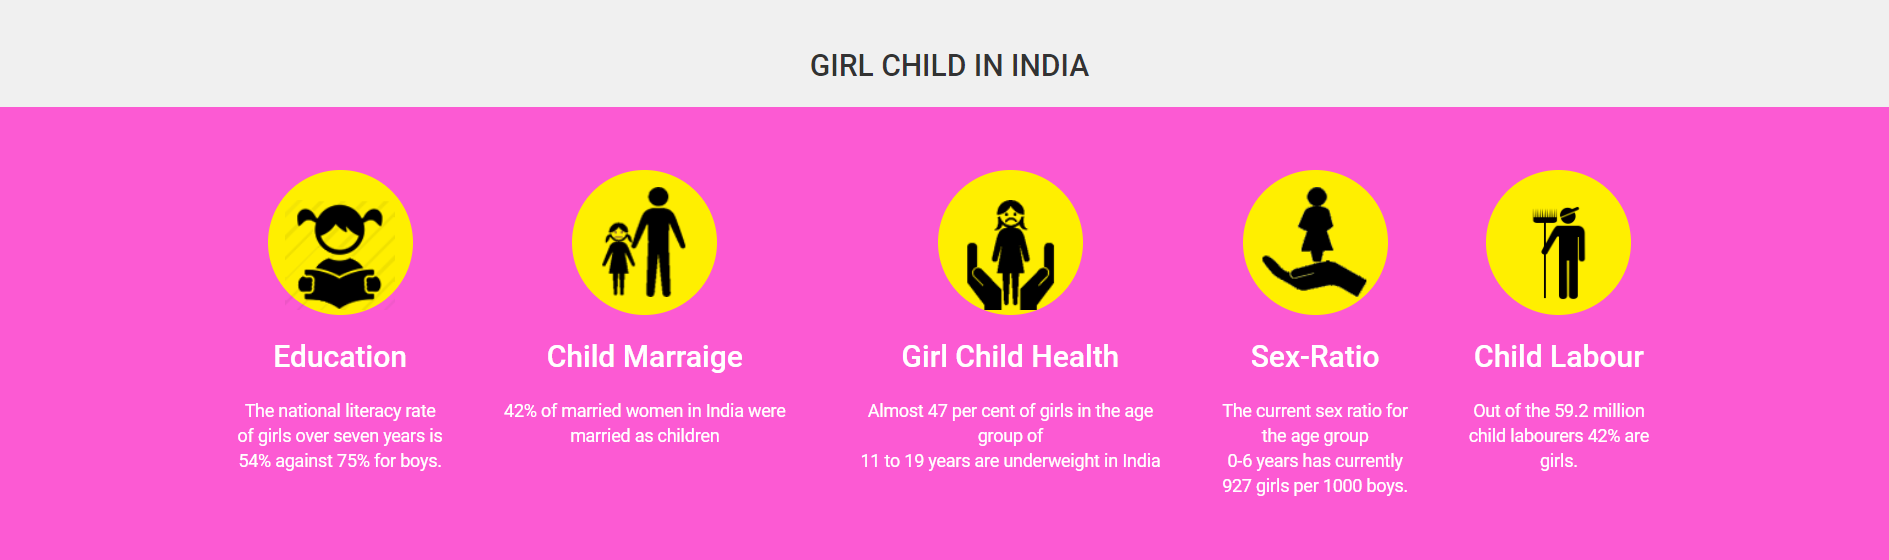 GIRL CHILD IN INDIA
Education
The national literacy rate
of girls over seven years is
54% against 75% for boys.
Child Marraige
42% of married women in India were
married as children
Girl Child Health
Almost 47 per cent of girls in the age
group of
11 to 19 years are underweight in India
Sex-Ratio
The current sex ratio for
the age group
0-6 years has currently
927 girls per 1000 boys.
Child Labour
Out of the 59.2 million
child labourers 42% are
girls.